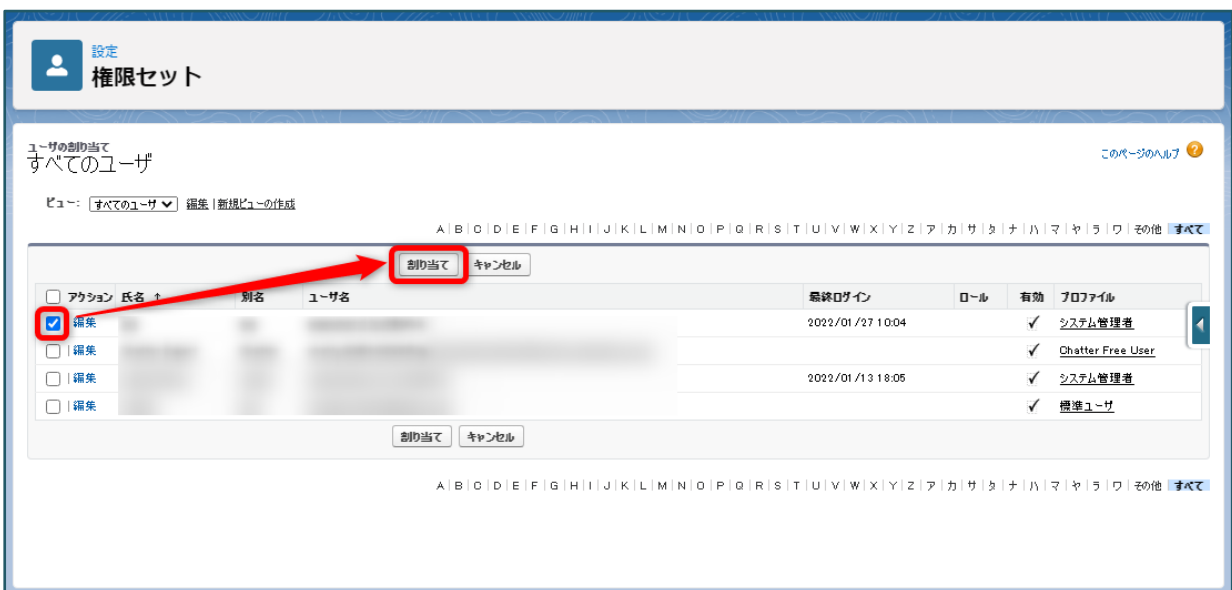 設定
権限セット
ユーザの割り当て
すべてのユーザ
このページのヘルプ ?
ビュー: すべてのユーザ 編集 | 新規ビューの作成
A | B | C | D | E | F | G | H | I | J | K | L | M | N | O | P | Q | R | S | T | U | V | W | X | Y | Z | ア | カ | サ | タ | ナ | ハ | マ | ヤ | ラ | ワ | その他 | すべて
割り当て キャンセル
アクション 氏名 ↑ 別名 ユーザ名 最終ログイン ロール 有効 プロファイル
編集 2022/01/27 10:04 ✓ システム管理者
| 編集 ✓ Chatter Free User
| 編集 2022/01/13 18:05 ✓ システム管理者
| 編集 ✓ 標準ユーザ
割り当て キャンセル
A | B | C | D | E | F | G | H | I | J | K | L | M | N | O | P | Q | R | S | T | U | V | W | X | Y | Z | ア | カ | サ | タ | ナ | ハ | マ | ヤ | ラ | ワ | その他 | すべて